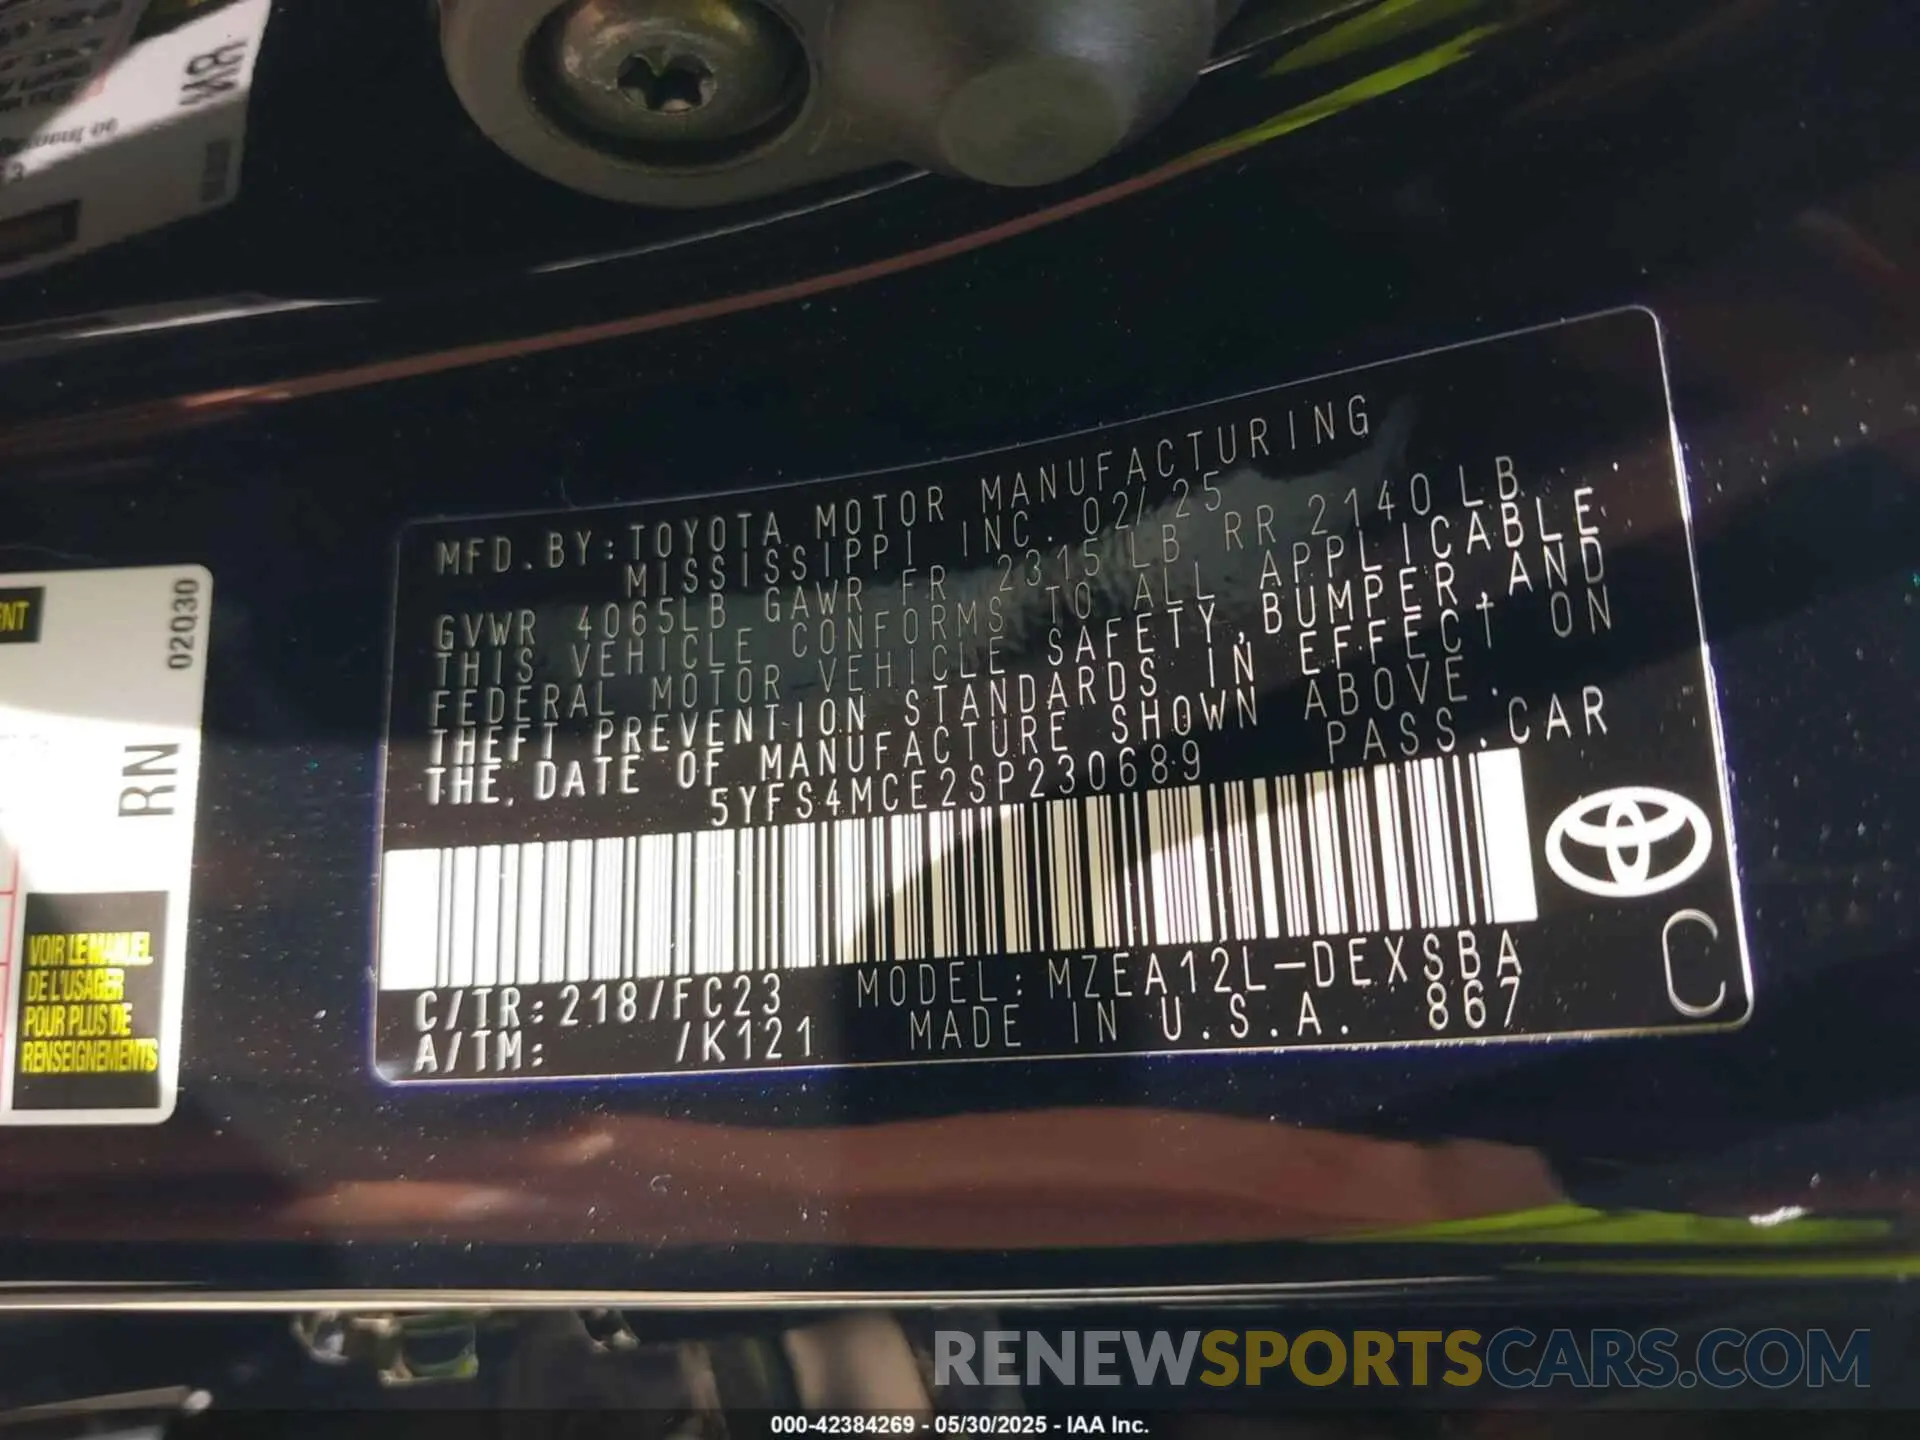 MFD.BY:TOYOTA MOTOR MANUFACTURING
MISSISSIPPI INC. 02/25
GVWR 4065LB GAWR FR 2315LB RR 2140LB
THIS VEHICLE CONFORMS TO ALL APPLICABLE
FEDERAL MOTOR VEHICLE SAFETY,BUMPER,AND
THEFT PREVENTION STANDARDS IN EFFECT ON
THE DATE OF MANUFACTURE SHOWN ABOVE.
5YFS4MCE2SP230689 PASS.CAR
C/TR:218/FC23 MODEL:MZEA12L-DEXSBA
A/TM: /K121 MADE IN U.S.A. 867
C
02Q30
RN
VOIR LE MANUEL
DE L'USAGER
POUR PLUS DE
RENSEIGNEMENTS
RENEWSPORTSCARS.COM
000-42384269 - 05/30/2025 - IAA Inc.